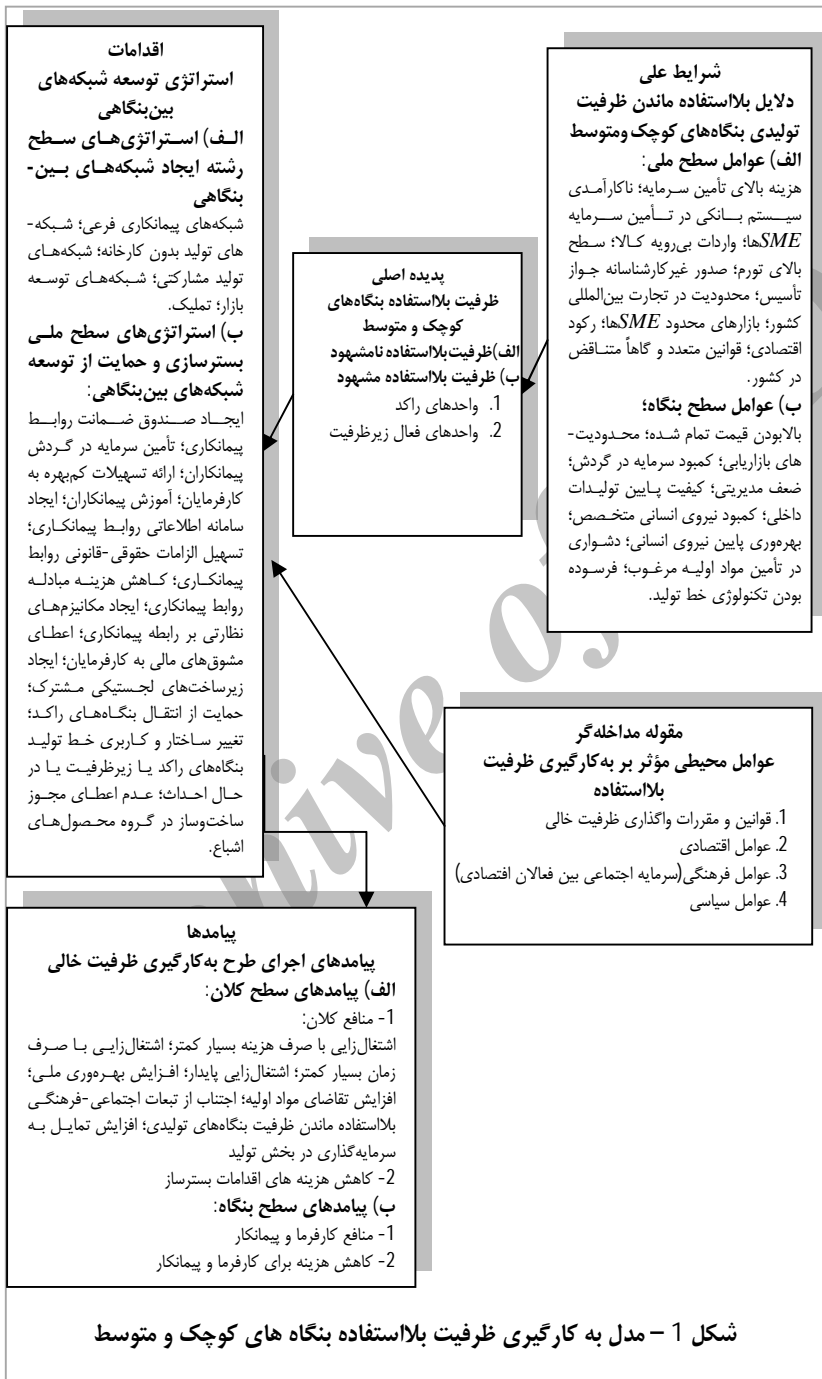 شرایط علی
دلایل بلااستفاده ماندن ظرفیت
تولیدی بنگاه‌های کوچک ومتوسط
الف) عوامل سطح ملی:
هزینه بالای تأمین سرمایه؛ ناکارآمدی
سیستم بانکی در تأمین سرمایه
SMEها؛ واردات بی‌رویه کالا؛ سطح
بالای تورم؛ صدور غیرکارشناسانه جواز
تأسیس؛ محدودیت در تجارت بین‌المللی
کشور؛ بازارهای محدود SMEها؛ رکود
اقتصادی؛ قوانین متعدد و گاهاً متناقض
در کشور.
ب) عوامل سطح بنگاه؛
بالابودن قیمت تمام شده؛ محدودیت-
های بازاریابی؛ کمبود سرمایه در گردش؛
ضعف مدیریتی؛ کیفیت پایین تولیدات
داخلی؛ کمبود نیروی انسانی متخصص؛
بهره‌وری پایین نیروی انسانی؛ دشواری
در تأمین مواد اولیه مرغوب؛ فرسوده
بودن تکنولوژی خط تولید.
پدیده اصلی
ظرفیت بلااستفاده بنگاه‌های
کوچک و متوسط
الف)ظرفیت‌بلااستفاده نامشهود
ب) ظرفیت بلااستفاده مشهود
1. واحدهای راکد
2. واحدهای فعال زیرظرفیت
اقدامات
استراتژی توسعه شبکه‌های
بین‌بنگاهی
الف) استراتژی‌های سطح
رشته ایجاد شبکه‌های بین-
بنگاهی
شبکه‌های پیمانکاری فرعی؛ شبکه-
های تولید بدون کارخانه؛ شبکه‌های
تولید مشارکتی؛ شبکه‌های توسعه
بازار؛ تملیک.
ب) استراتژی‌های سطح ملی
بسترسازی و حمایت از توسعه
شبکه‌های بین‌بنگاهی:
ایجاد صندوق ضمانت روابط
پیمانکاری؛ تأمین سرمایه در گردش
پیمانکاران؛ ارائه تسهیلات کم‌بهره به
کارفرمایان؛ آموزش پیمانکاران؛ ایجاد
سامانه اطلاعاتی روابط پیمانکاری؛
تسهیل الزامات حقوقی-قانونی روابط
پیمانکاری؛ کاهش هزینه مبادله
روابط پیمانکاری؛ ایجاد مکانیزم‌های
نظارتی بر رابطه پیمانکاری؛ اعطای
مشوق‌های مالی به کارفرمایان؛ ایجاد
زیرساخت‌های لجستیکی مشترک؛
حمایت از انتقال بنگاه‌های راکد؛
تغییر ساختار و کاربری خط تولید
بنگاه‌های راکد یا زیرظرفیت یا در
حال احداث؛ عدم اعطای مجوز
ساخت‌وساز در گروه محصول‌های
اشباع.
مقوله مداخله‌گر
عوامل محیطی مؤثر بر به‌کارگیری ظرفیت
بلااستفاده
1. قوانین و مقررات واگذاری ظرفیت خالی
2. عوامل اقتصادی
3. عوامل فرهنگی(سرمایه اجتماعی بین فعالان اقتصادی)
4. عوامل سیاسی
پیامدها
پیامدهای اجرای طرح به‌کارگیری ظرفیت خالی
الف) پیامدهای سطح کلان:
1- منافع کلان:
اشتغال‌زایی با صرف هزینه بسیار کمتر؛ اشتغال‌زایی با صرف
زمان بسیار کمتر؛ اشتغال‌زایی پایدار؛ افزایش بهره‌وری ملی؛
افزایش تقاضای مواد اولیه؛ اجتناب از تبعات اجتماعی-فرهنگی
بلااستفاده ماندن ظرفیت بنگاه‌های تولیدی؛ افزایش تمایل به
سرمایه‌گذاری در بخش تولید
2- کاهش هزینه های اقدامات بسترساز
ب) پیامدهای سطح بنگاه:
1- منافع کارفرما و پیمانکار
2- کاهش هزینه برای کارفرما و پیمانکار
شکل 1 – مدل به کارگیری ظرفیت بلااستفاده بنگاه های کوچک و متوسط